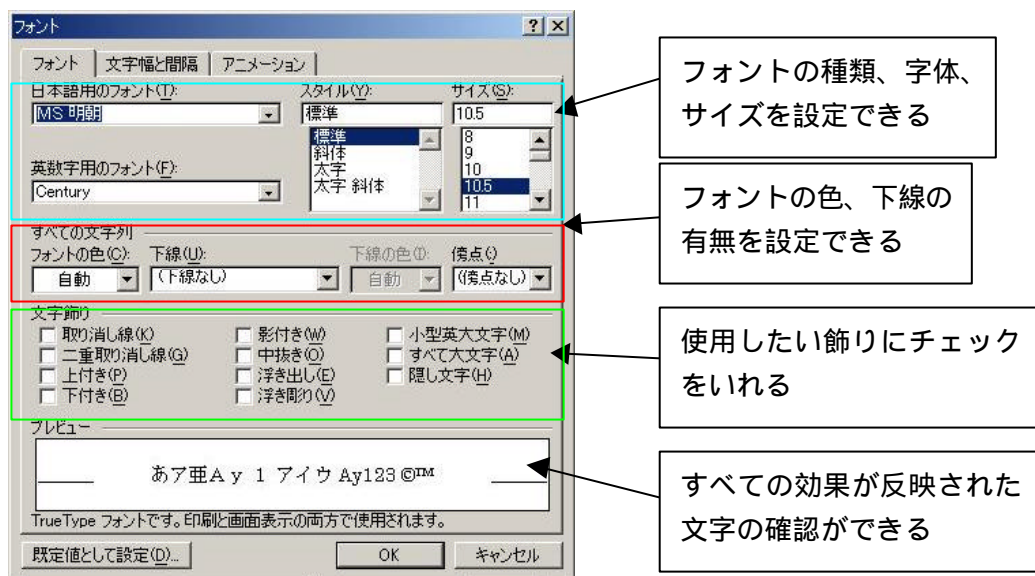 フォント
フォント 文字幅と間隔 アニメーション
日本語用のフォント(T): スタイル(Y): サイズ(S):
MS 明朝 標準 10.5
標準 8
斜体 9
太字 10
太字 斜体 10.5
11
英数字用のフォント(F):
Century
すべての文字列
フォントの色(C): 下線(U): 下線の色(I): 傍点(·)
自動 (下線なし) 自動 (傍点なし)
文字飾り
取り消し線(K) 影付き(W) 小型英大文字(M)
二重取り消し線(G) 中抜き(O) すべて大文字(A)
上付き(P) 浮き出し(E) 隠し文字(H)
下付き(B) 浮き彫り(V)
プレビュー
あア亜Ay 1 アイウ Ay123 ©™
TrueType フォントです。印刷と画面表示の両方で使用されます。
既定値として設定(D)... OK キャンセル
フォントの種類、字体、
サイズを設定できる
フォントの色、下線の
有無を設定できる
使用したい飾りにチェック
をいれる
すべての効果が反映された
文字の確認ができる